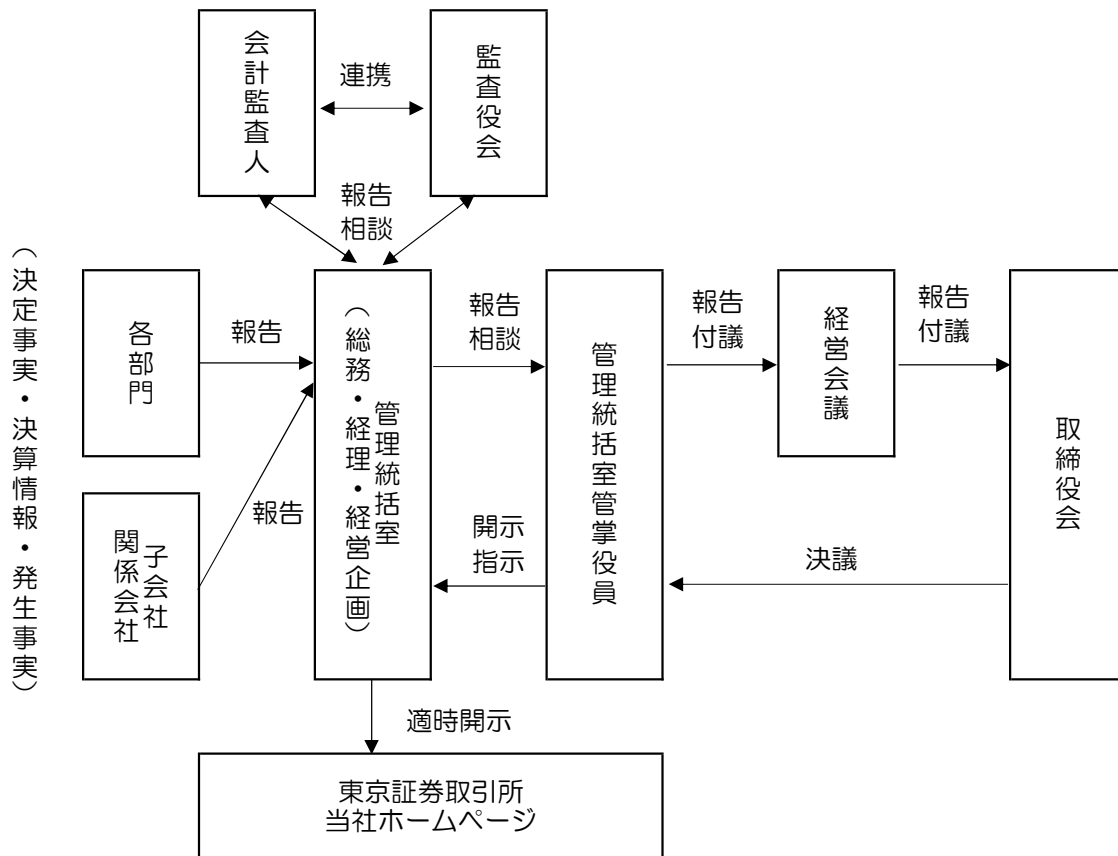 会計監査人
連携
監査役会
報告
相談
（決定事実・決算情報・発生事実）
各部門
報告
子会社
関係会社
報告
管理統括室
（総務・経理・経営企画）
報告
相談
開示
指示
管理統括室管掌役員
報告
付議
経営会議
報告
付議
決議
取締役会
適時開示
東京証券取引所
当社ホームページ